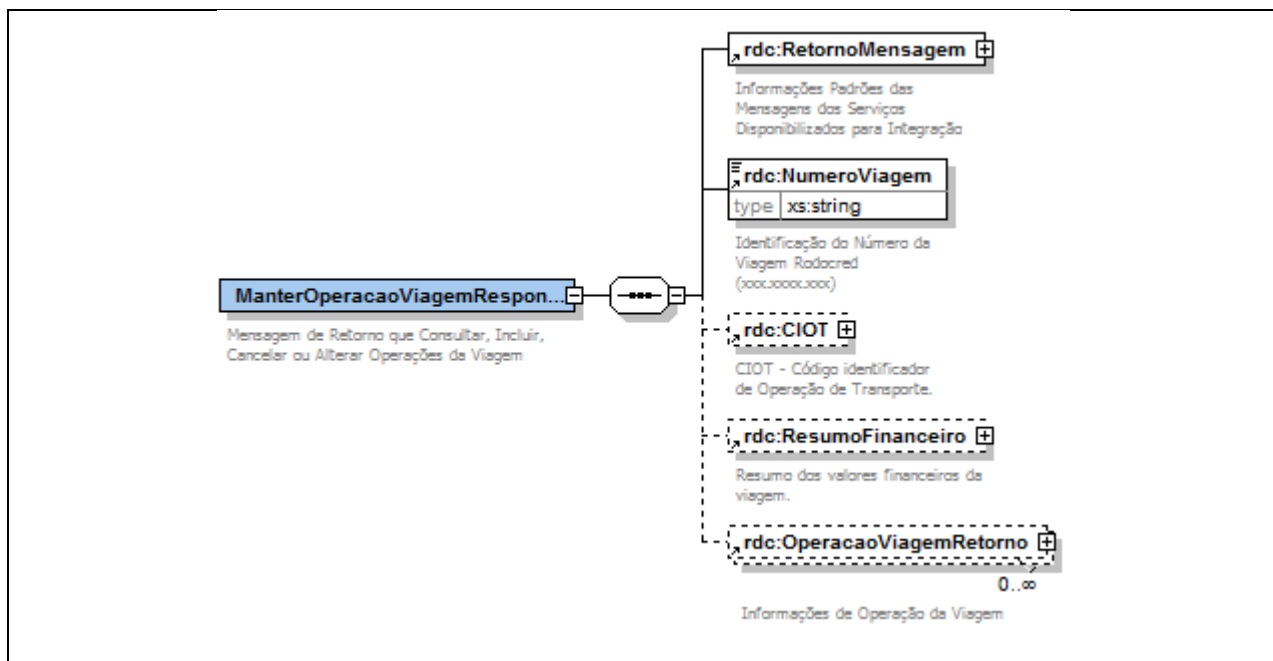 rdc:RetornoMensagem
Informações Padrões das
Mensagens dos Serviços
Disponibilizados para Integração
rdc:NumeroViagem
type xs:string
Identificação do Número da
Viagem Rodocred
(xxx.xxxx.xxx)
ManterOperacaoViagemRespon...
Mensagem de Retorno que Consultar, Incluir,
Cancelar ou Alterar Operações da Viagem
rdc:CIOT
CIOT - Código identificador
de Operação de Transporte.
rdc:ResumoFinanceiro
Resumo dos valores financeiros da
viagem.
rdc:OperacaoViagemRetorno
0..∞
Informações de Operação da Viagem